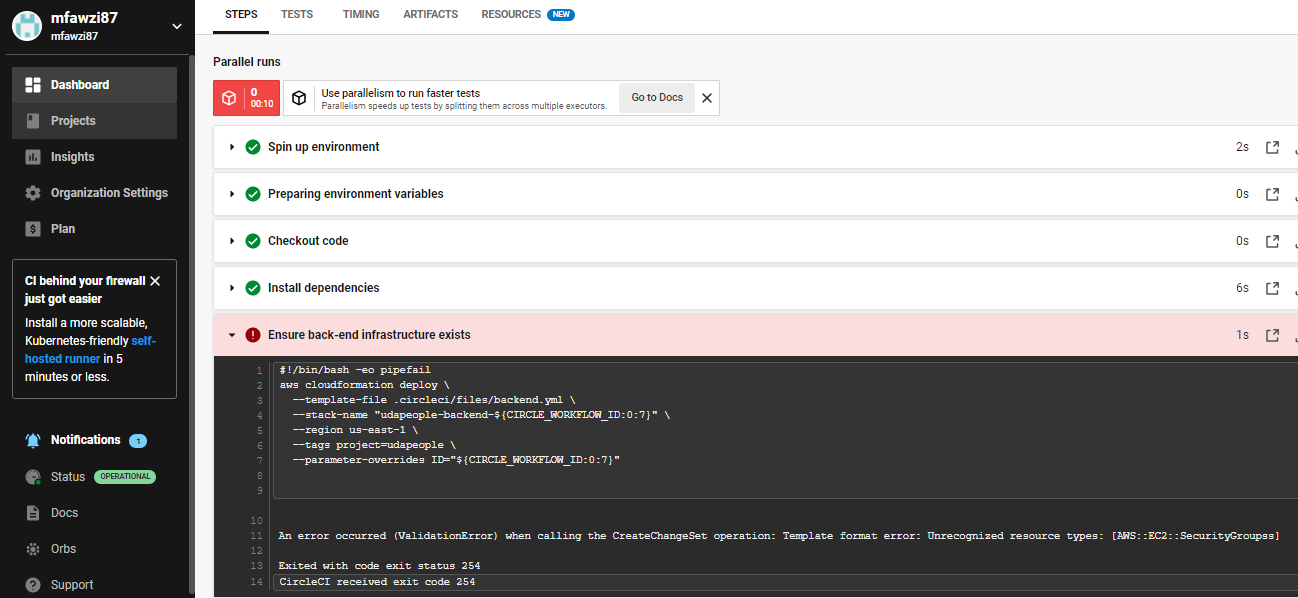 mfawzi87
mfawzi87
Dashboard
Projects
Insights
Organization Settings
Plan
CI behind your firewall
just got easier
Install a more scalable,
Kubernetes-friendly self-
hosted runner in 5
minutes or less.
Notifications 1
Status OPERATIONAL
Docs
Orbs
Support
STEPS TESTS TIMING ARTIFACTS RESOURCES NEW
Parallel runs
0
00:10
Use parallelism to run faster tests
Parallelism speeds up tests by splitting them across multiple executors.
Go to Docs
Spin up environment 2s
Preparing environment variables 0s
Checkout code 0s
Install dependencies 6s
Ensure back-end infrastructure exists 1s
1 #!/bin/bash -eo pipefail
2 aws cloudformation deploy \
3 --template-file .circleci/files/backend.yml \
4 --stack-name "udapeople-backend-${CIRCLE_WORKFLOW_ID:0:7}" \
5 --region us-east-1 \
6 --tags project=udapeople \
7 --parameter-overrides ID="${CIRCLE_WORKFLOW_ID:0:7}"
8
9
10
11 An error occurred (ValidationError) when calling the CreateChangeSet operation: Template format error: Unrecognized resource types: [AWS::EC2::SecurityGroupss]
12
13 Exited with code exit status 254
14 CircleCI received exit code 254